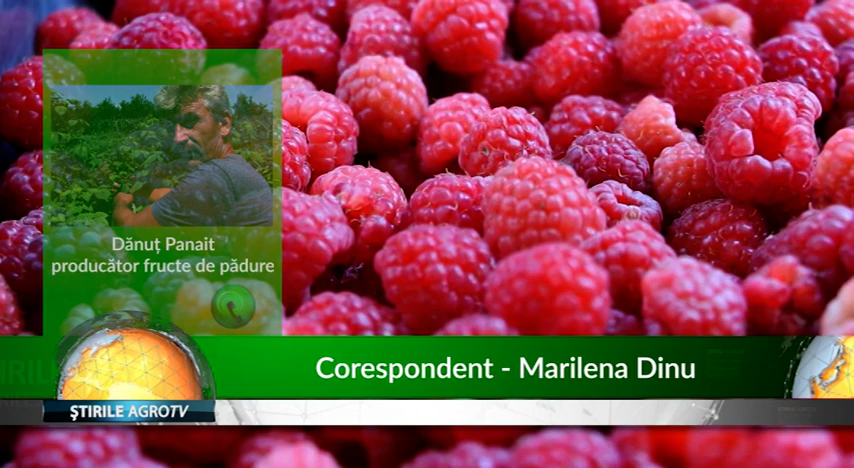 Dănuț Panait
producător fructe de pădure
Corespondent - Marilena Dinu
ȘTIRILE AGROTV